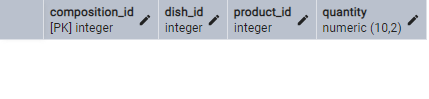 composition_id
[PK] integer
dish_id
integer
product_id
integer
quantity
numeric (10,2)